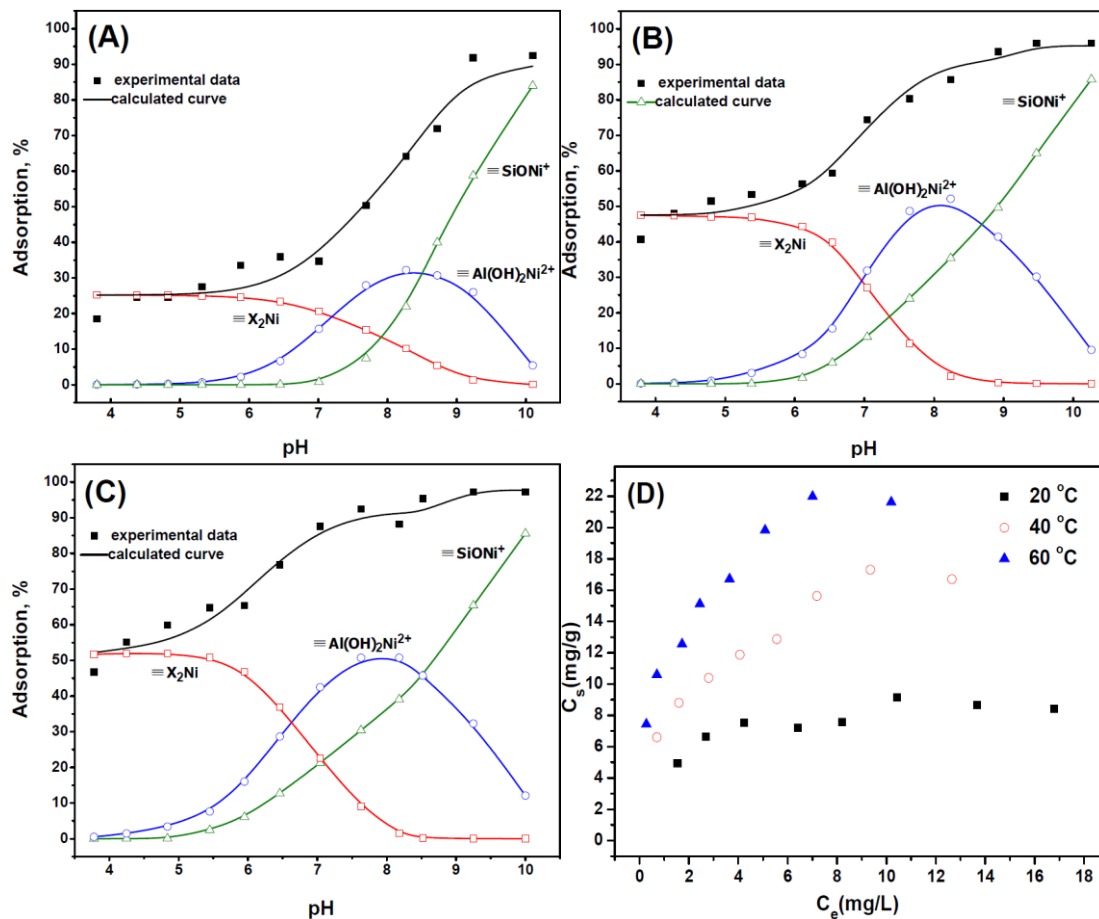 (A)
100
90
80
70
60
50
40
30
20
10
0
experimental data
calculated curve
≡SiONi⁺
≡Al(OH)₂Ni²⁺
≡X₂Ni
Adsorption, %
4 5 6 7 8 9 10
pH
(B)
100
90
80
70
60
50
40
30
20
10
0
experimental data
calculated curve
≡SiONi⁺
≡Al(OH)₂Ni²⁺
≡X₂Ni
Adsorption, %
4 5 6 7 8 9 10
pH
(C)
100
90
80
70
60
50
40
30
20
10
0
experimental data
calculated curve
≡SiONi⁺
≡Al(OH)₂Ni²⁺
≡X₂Ni
Adsorption, %
4 5 6 7 8 9 10
pH
(D)
22
20
18
16
14
12
10
8
6
4
2
0
20 °C
40 °C
60 °C
Cₛ(mg/g)
0 2 4 6 8 10 12 14 16 18
Cₑ(mg/L)